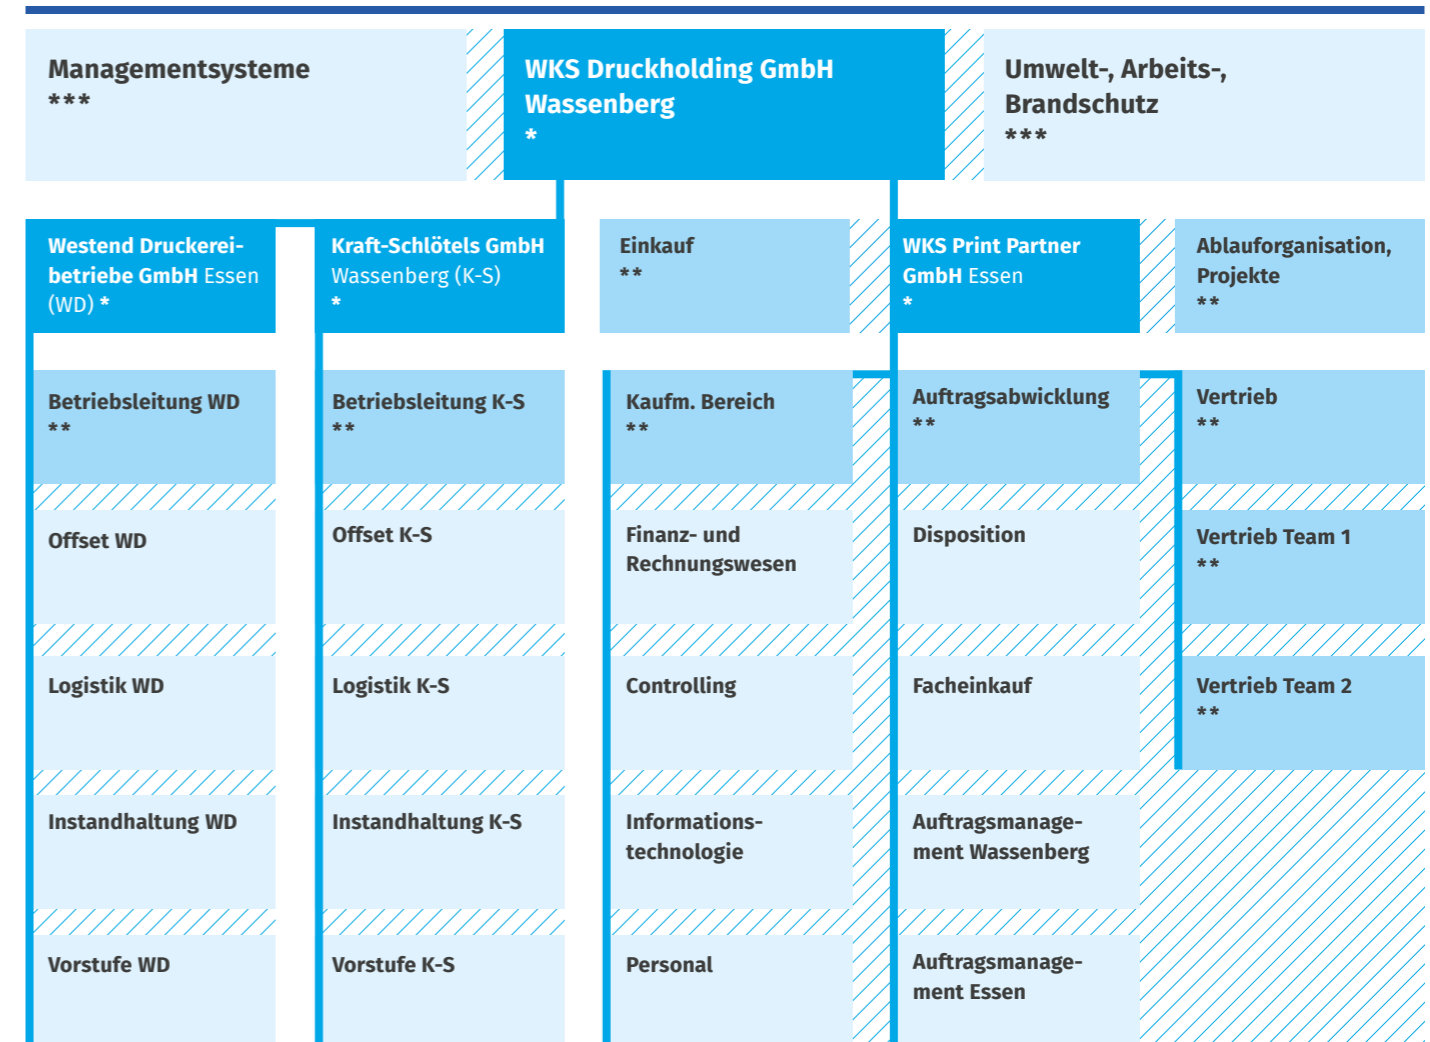 Managementsysteme
***
WKS Druckholding GmbH
Wassenberg
*
Umwelt-, Arbeits-,
Brandschutz
***
Westend Druckerei-
betriebe GmbH Essen
(WD) *
Kraft-Schlötels GmbH
Wassenberg (K-S)
*
Einkauf
**
WKS Print Partner
GmbH Essen
*
Ablauforganisation,
Projekte
**
Betriebsleitung WD
**
Betriebsleitung K-S
**
Kaufm. Bereich
**
Auftragsabwicklung
**
Vertrieb
**
Offset WD
Offset K-S
Finanz- und
Rechnungswesen
Disposition
Vertrieb Team 1
**
Logistik WD
Logistik K-S
Controlling
Facheinkauf
Vertrieb Team 2
**
Instandhaltung WD
Instandhaltung K-S
Informations-
technologie
Auftragsmanage-
ment Wassenberg
Vorstufe WD
Vorstufe K-S
Personal
Auftragsmanage-
ment Essen